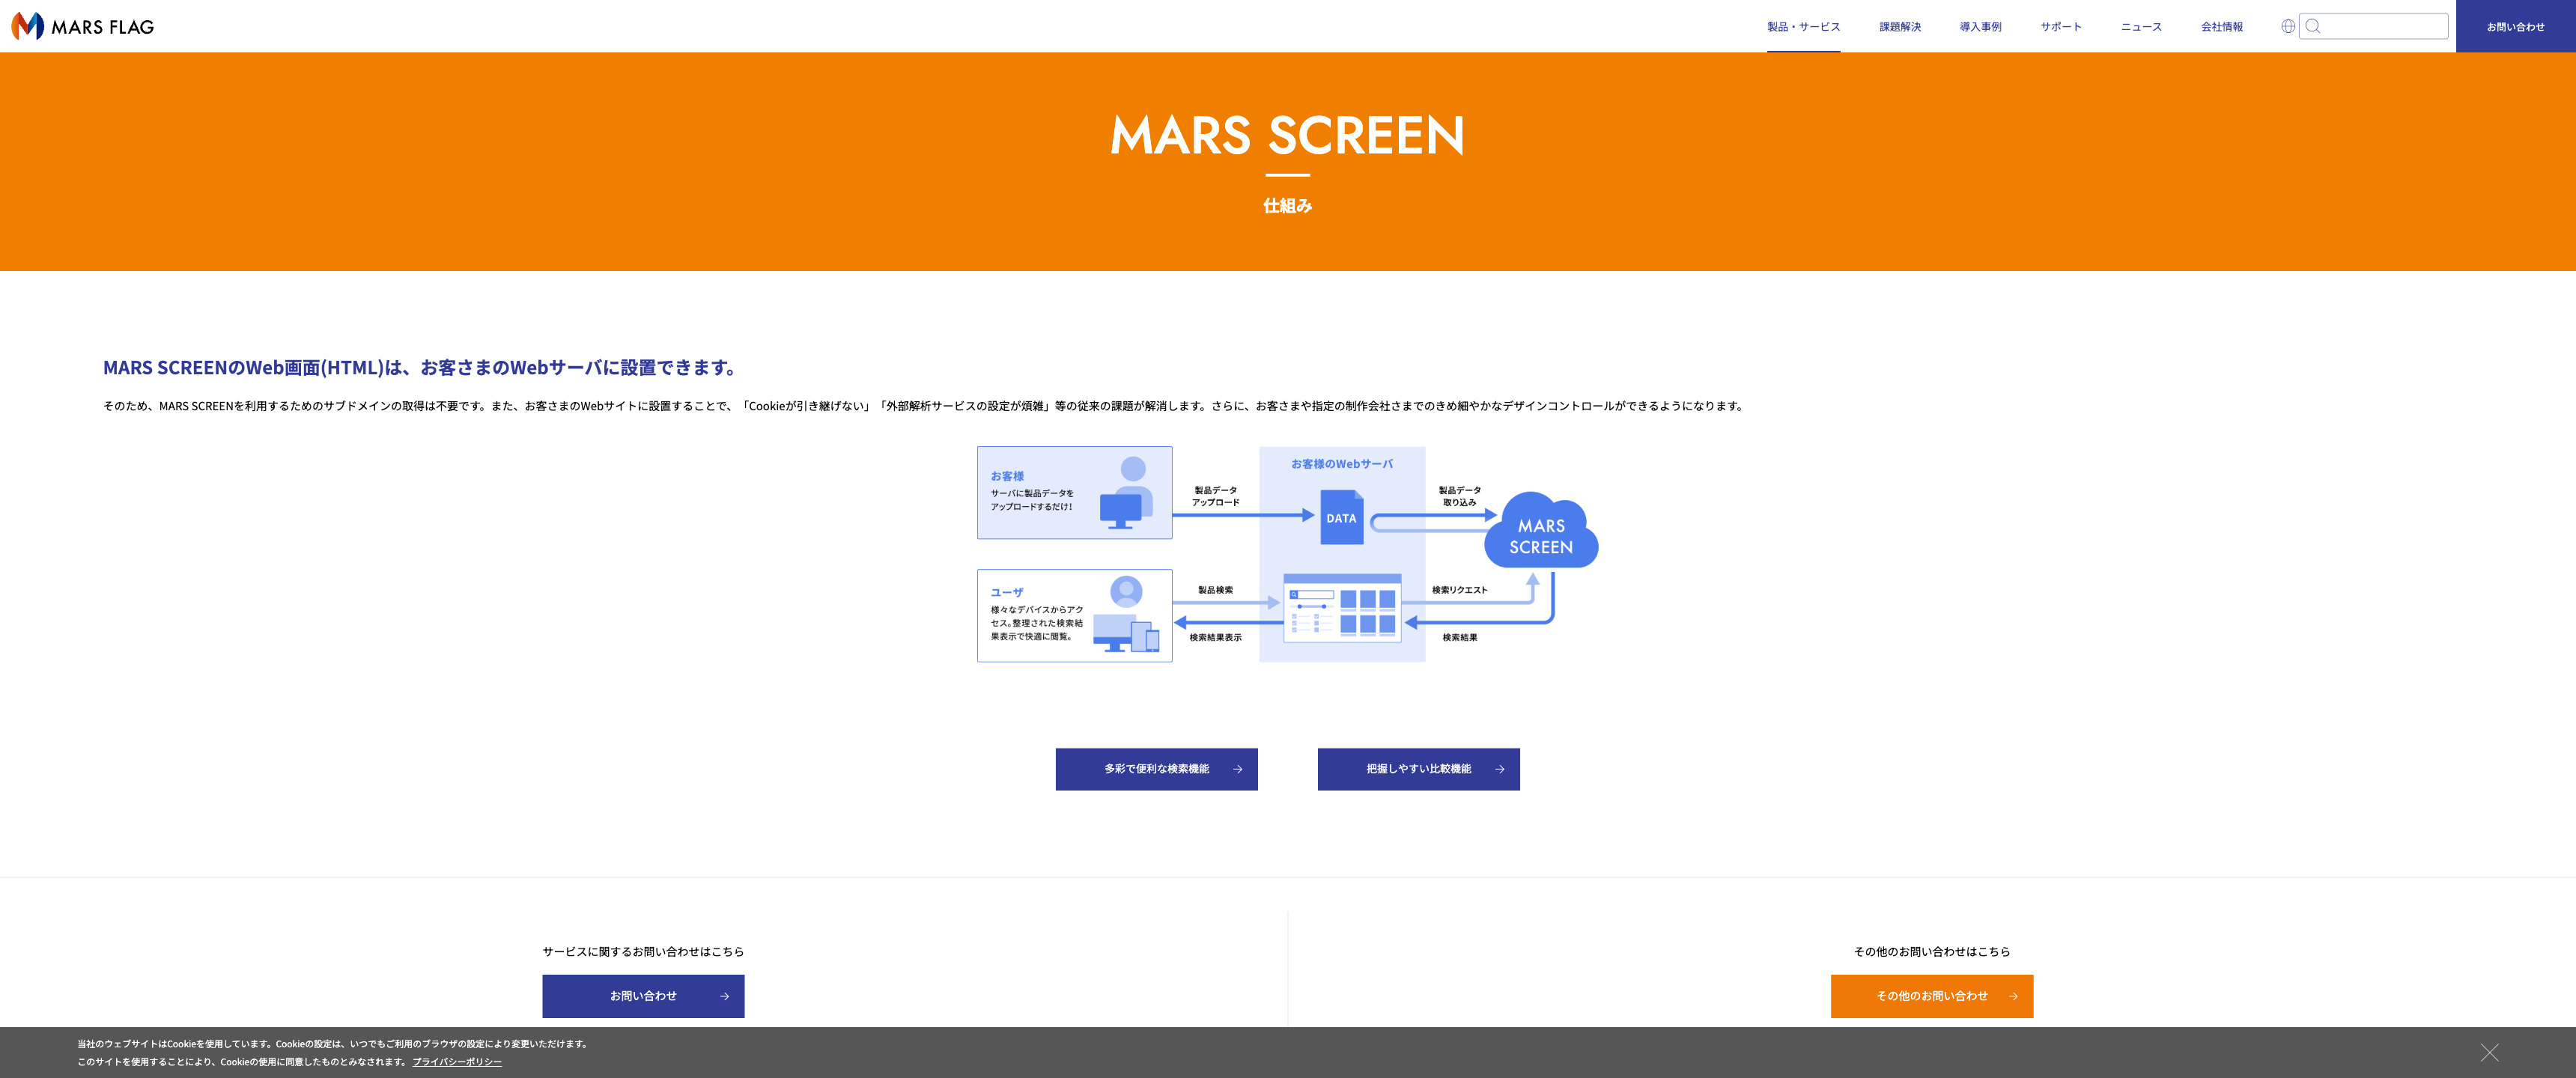 MARS FLAG
製品・サービス
課題解決
導入事例
サポート
ニュース
会社情報
お問い合わせ
MARS SCREEN
仕組み
MARS SCREENのWeb画面(HTML)は、お客さまのWebサーバに設置できます。
そのため、MARS SCREENを利用するためのサブドメインの取得は不要です。また、お客さまのWebサイトに設置することで、「Cookieが引き継げない」「外部解析サービスの設定が煩雑」等の従来の課題が解消します。さらに、お客さまや指定の制作会社さまでのきめ細やかなデザインコントロールができるようになります。
お客様
サーバに製品データを
アップロードするだけ!
製品データ
アップロード
お客様のWebサーバ
DATA
製品データ
取り込み
MARS
SCREEN
ユーザ
様々なデバイスからアク
セス。整理された検索結
果表示で快適に閲覧。
製品検索
検索結果表示
検索リクエスト
検索結果
多彩で便利な検索機能
把握しやすい比較機能
サービスに関するお問い合わせはこちら
お問い合わせ
その他のお問い合わせはこちら
その他のお問い合わせ
当社のウェブサイトはCookieを使用しています。Cookieの設定は、いつでもご利用のブラウザの設定により変更いただけます。
このサイトを使用することにより、Cookieの使用に同意したものとみなされます。 プライバシーポリシー